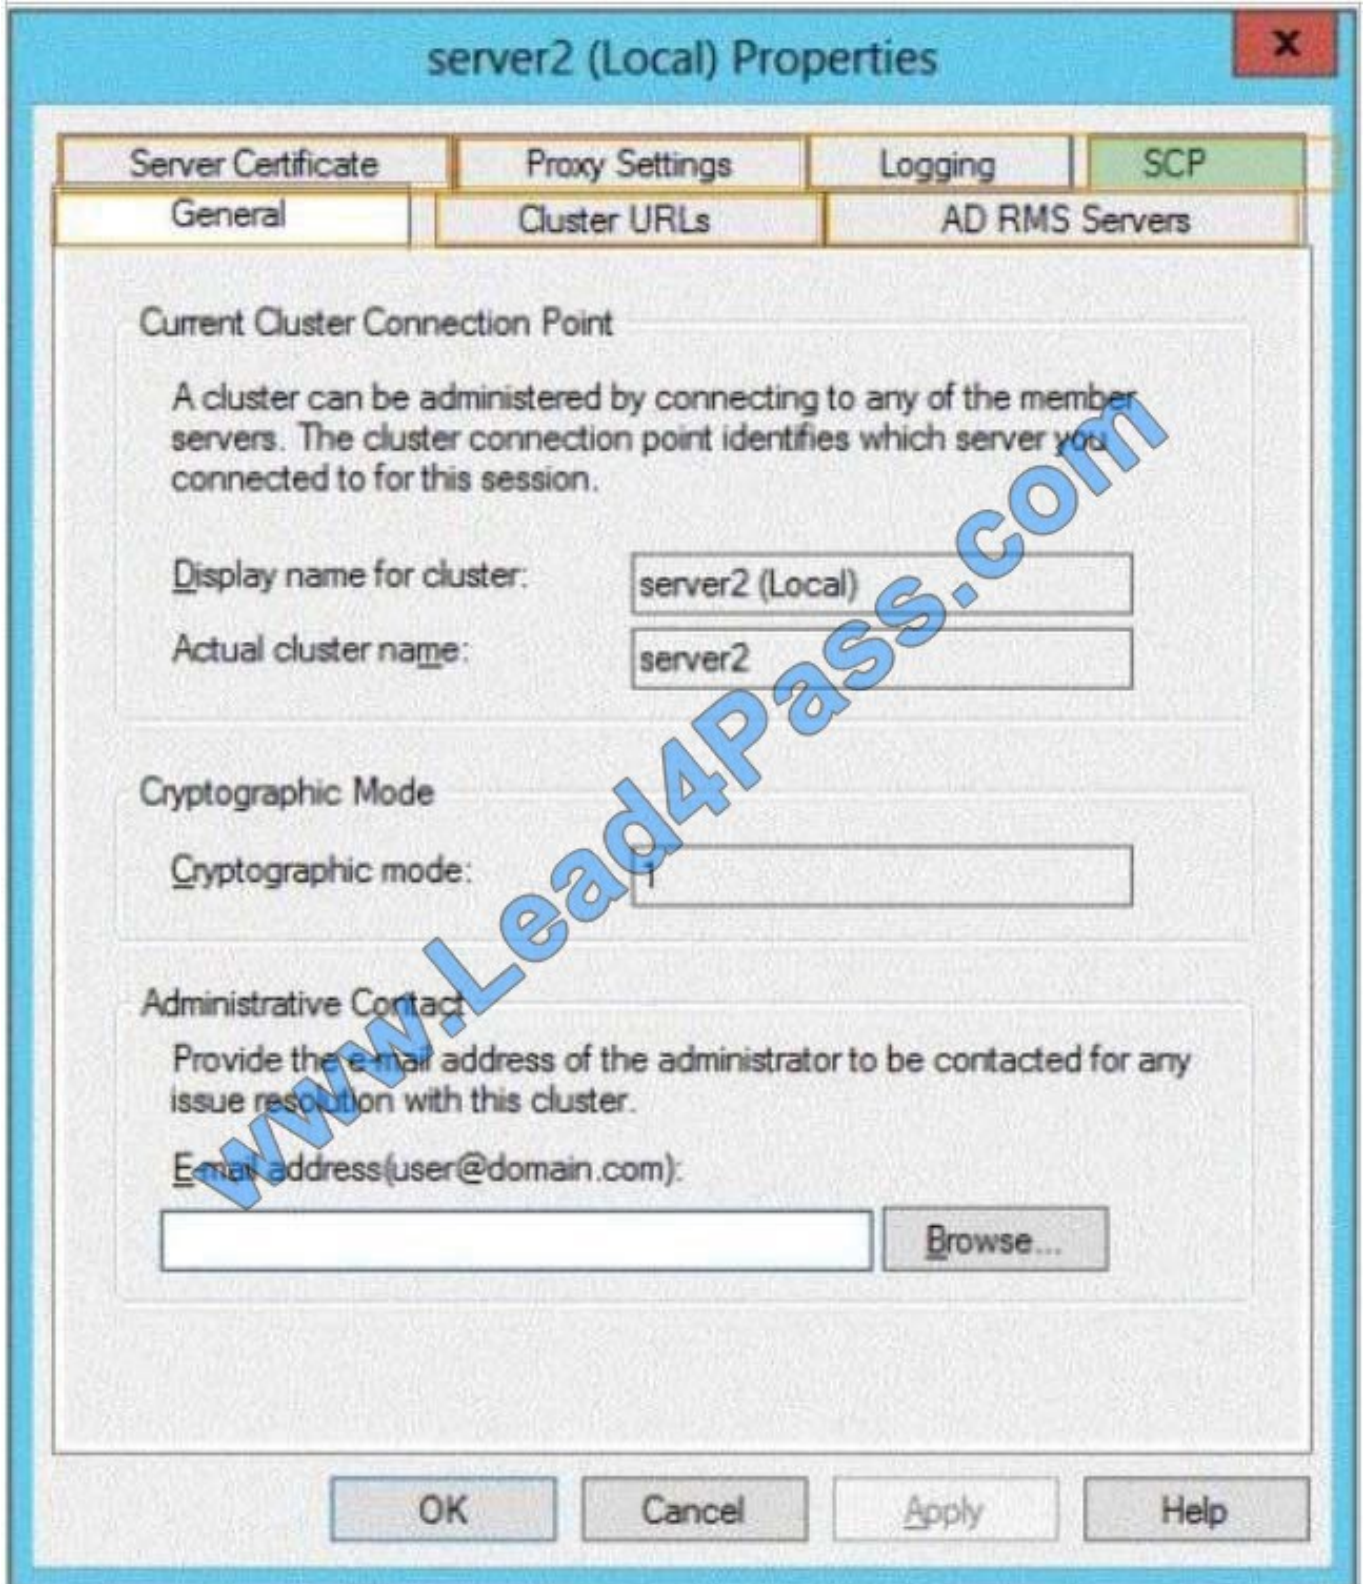 server2 (Local) Properties
x
Server Certificate
Proxy Settings
Logging
SCP
General
Cluster URLs
AD RMS Servers
Current Cluster Connection Point
A cluster can be administered by connecting to any of the member
servers. The cluster connection point identifies which server you
connected to for this session.
Display name for cluster:
server2 (Local)
Actual cluster name:
server2
Cryptographic Mode
Cryptographic mode:
1
Administrative Contact
Provide the e-mail address of the administrator to be contacted for any
issue resolution with this cluster.
E-mail address(user@domain.com):
Browse...
OK
Cancel
Apply
Help
www.Lead4Pass.com